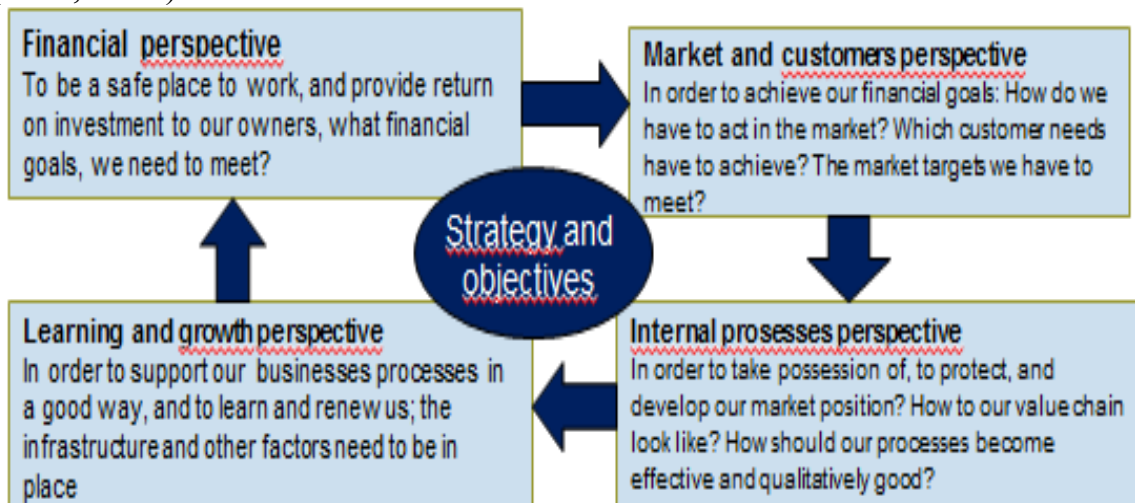 Financial perspective
To be a safe place to work, and provide return
on investment to our owners, what financial
goals, we need to meet?
Market and customers perspective
In order to achieve our financial goals: How do we
have to act in the market? Which customer needs
have to achieve? The market targets we have to
meet?
Strategy and
objectives
Learning and growth perspective
In order to support our businesses processes in
a good way, and to learn and renew us; the
infrastructure and other factors need to be in
place
Internal prosesses perspective
In order to take possession of, to protect, and
develop our market position? How to our value chain
look like? How should our processes become
effective and qualitatively good?